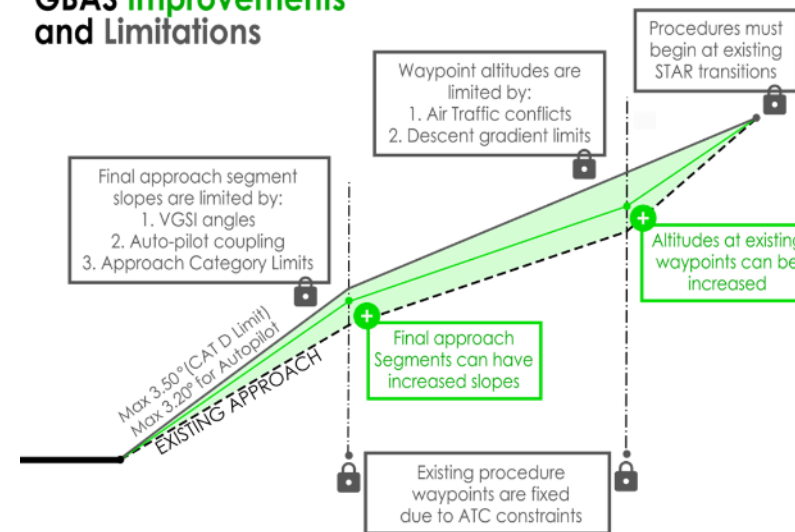 GBAS Improvements
and Limitations
Procedures must
begin at existing
STAR transitions
Waypoint altitudes are
limited by:
1. Air Traffic conflicts
2. Descent gradient limits
Final approach segment
slopes are limited by:
1. VGSI angles
2. Auto-pilot coupling
3. Approach Category Limits
Altitudes at existing
waypoints can be
increased
Final approach
Segments can have
increased slopes
Max 3.50° (CAT D Limit)
Max 3.20° for Autopilot
EXISTING APPROACH
Existing procedure
waypoints are fixed
due to ATC constraints